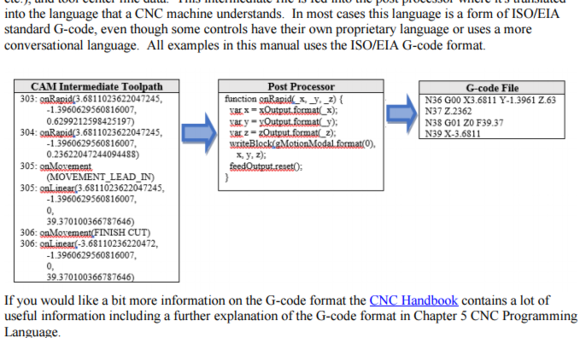 into the language that a CNC machine understands. In most cases this language is a form of ISO/EIA
standard G-code, even though some controls have their own proprietary language or uses a more
conversational language. All examples in this manual uses the ISO/EIA G-code format.
CAM Intermediate Toolpath
303: onRapid(3.6811023622047245,
-1.3960629560816007,
0.6299212598425197)
304: onRapid(3.6811023622047245,
-1.3960629560816007,
0.23622047244094488)
305: onMovement
(MOVEMENT_LEAD_IN)
305: onLinear(3.6811023622047245,
-1.3960629560816007,
0,
39.370100366787646)
306: onMovement(FINISH CUT)
306: onLinear(-3.68110236220472,
-1.3960629560816007,
0,
39.370100366787646)
Post Processor
function onRapid(_x, _y, _z) {
var x = xOutput.format(_x);
var y = yOutput.format(_y);
var z = zOutput.format(_z);
writeBlock(gMotionModal.format(0),
x, y, z);
feedOutput.reset();
}
G-code File
N36 G00 X3.6811 Y-1.3961 Z.63
N37 Z.2362
N38 G01 Z0 F39.37
N39 X-3.6811
If you would like a bit more information on the G-code format the CNC Handbook contains a lot of
useful information including a further explanation of the G-code format in Chapter 5 CNC Programming
Language.